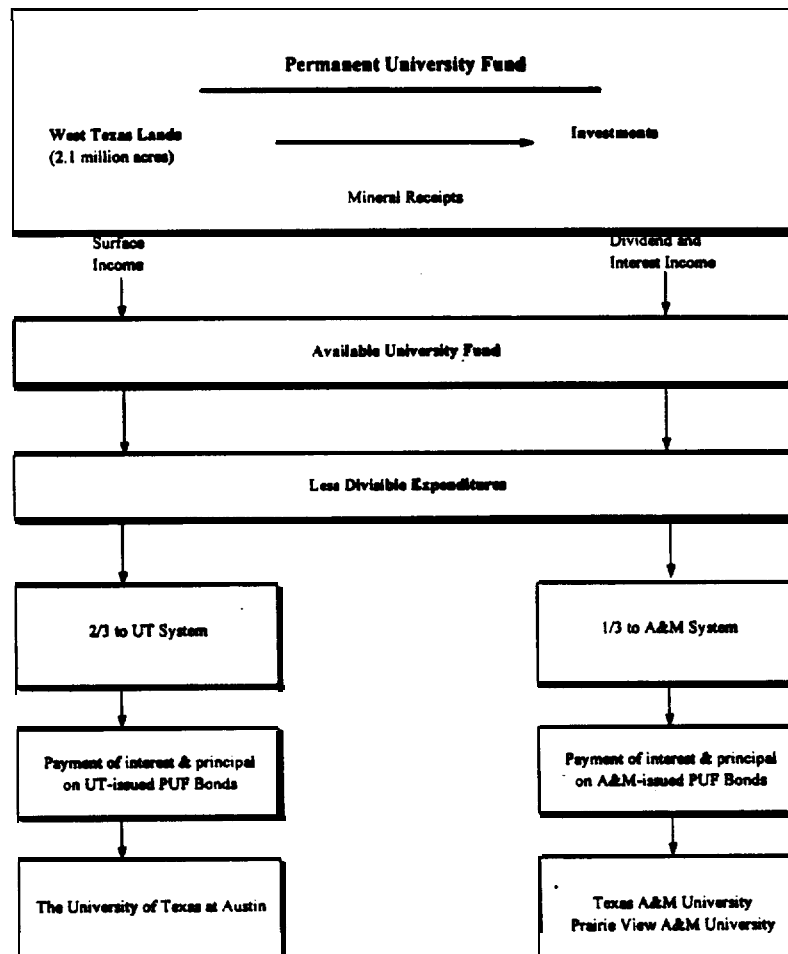 Permanent University Fund
West Texas Lands
(2.1 million acres)
Investments
Mineral Receipts
Surface
Income
Dividend and
Interest Income
Available University Fund
Less Divisible Expenditures
2/3 to UT System
1/3 to A&M System
Payment of interest & principal
on UT-issued PUF Bonds
Payment of interest & principal
on A&M-issued PUF Bonds
The University of Texas at Austin
Texas A&M University
Prairie View A&M University